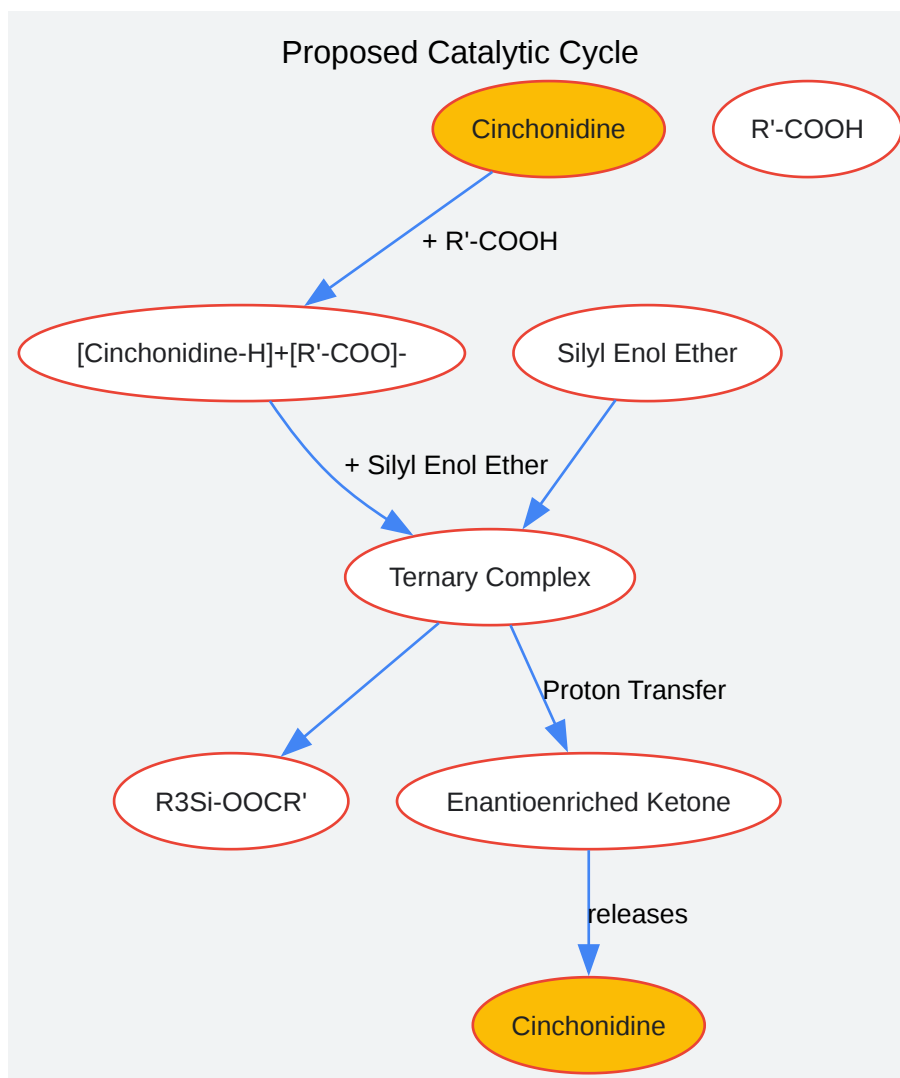 Proposed Catalytic Cycle
Cinchonidine
R'-COOH
+ R'-COOH
[Cinchonidine-H]+[R'-COO]-
Silyl Enol Ether
+ Silyl Enol Ether
Ternary Complex
Proton Transfer
R3Si-OOCR'
Enantioenriched Ketone
releases
Cinchonidine